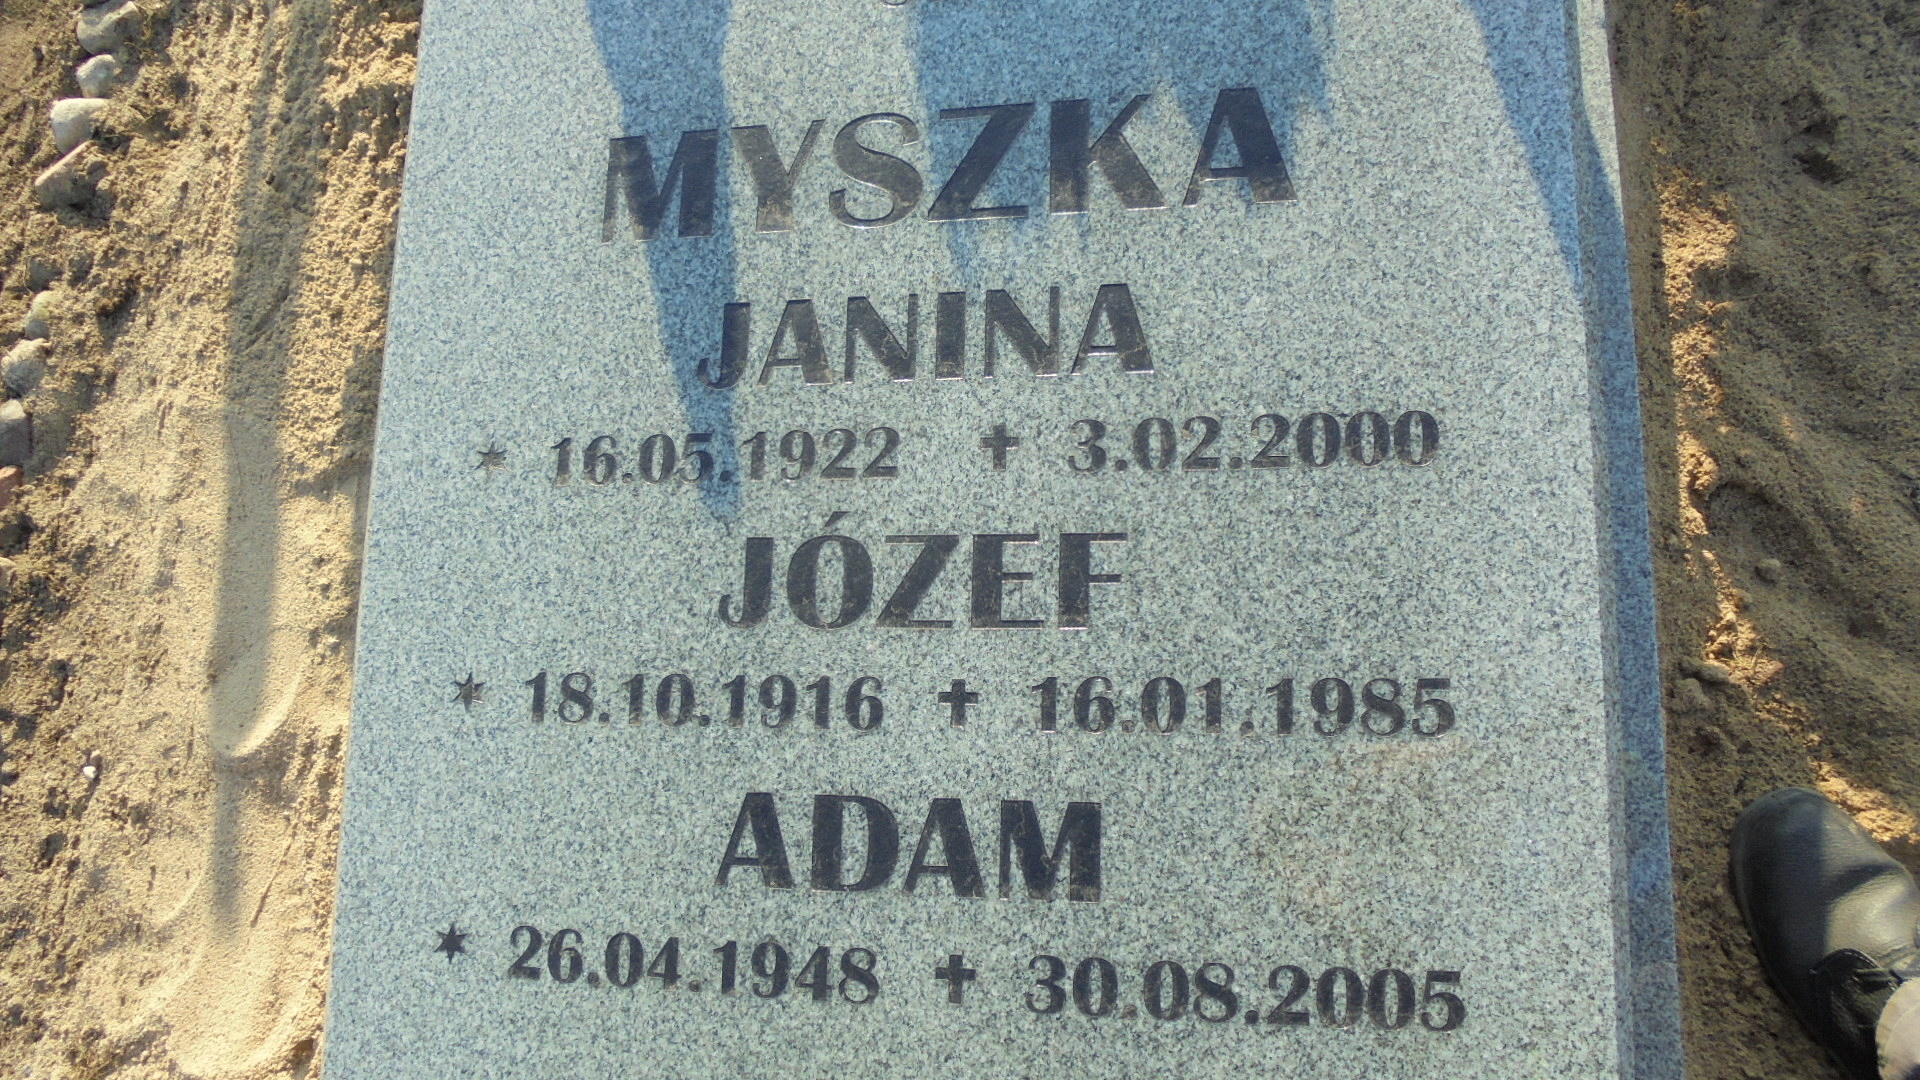 MYSZKA
JANINA
* 16.05.1922 ✝ 3.02.2000
JÓZEF
* 18.10.1916 ✝ 16.01.1985
ADAM
* 26.04.1948 ✝ 30.08.2005